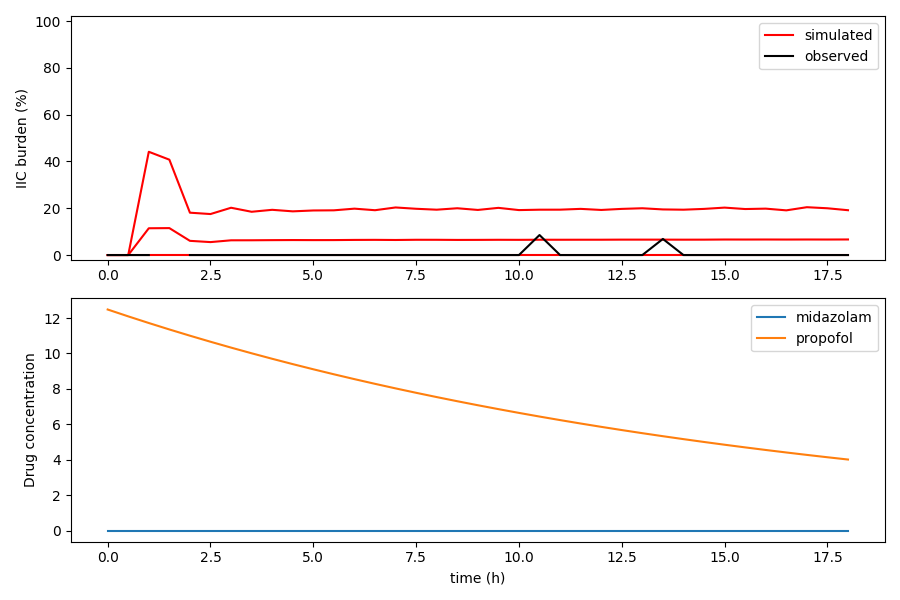 100
80
60
40
20
0
IIC burden (%)
simulated
observed
0.0 2.5 5.0 7.5 10.0 12.5 15.0 17.5
12
10
8
6
4
2
0
Drug concentration
midazolam
propofol
0.0 2.5 5.0 7.5 10.0 12.5 15.0 17.5
time (h)